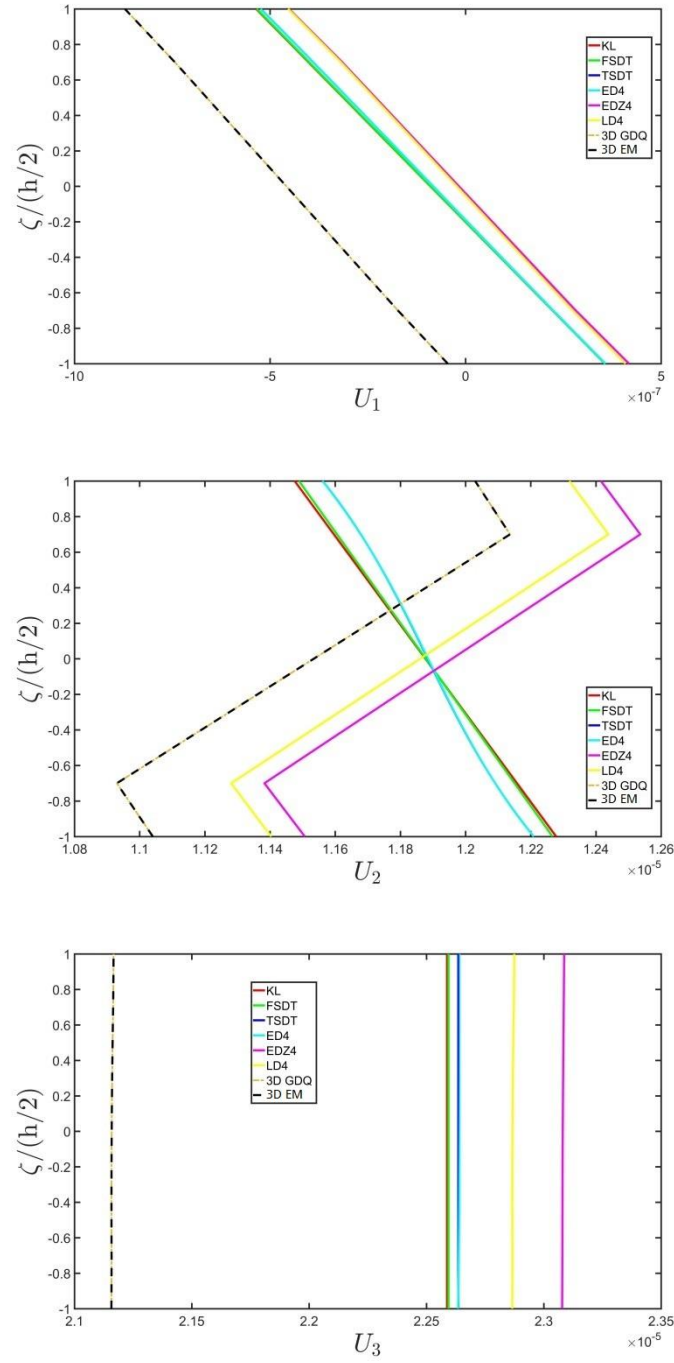 1
0.8
0.6
0.4
0.2
0
-0.2
-0.4
-0.6
-0.8
-1
ζ/(h/2)
KL
FSDT
TSDT
ED4
EDZ4
LD4
3D GDQ
3D EM
-10 -5 0 5
U₁ ×10⁻⁷
1
0.8
0.6
0.4
0.2
0
-0.2
-0.4
-0.6
-0.8
-1
ζ/(h/2)
KL
FSDT
TSDT
ED4
EDZ4
LD4
3D GDQ
3D EM
1.08 1.1 1.12 1.14 1.16 1.18 1.2 1.22 1.24 1.26
U₂ ×10⁻⁵
1
0.8
0.6
0.4
0.2
0
-0.2
-0.4
-0.6
-0.8
-1
ζ/(h/2)
KL
FSDT
TSDT
ED4
EDZ4
LD4
3D GDQ
3D EM
2.1 2.15 2.2 2.25 2.3 2.35
U₃ ×10⁻⁵